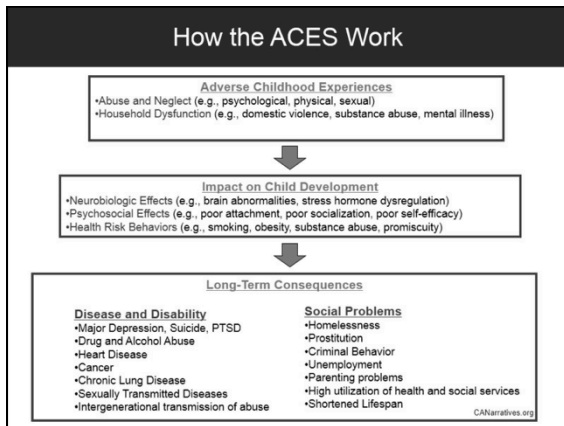 How the ACES Work
Adverse Childhood Experiences
•Abuse and Neglect (e.g., psychological, physical, sexual)
•Household Dysfunction (e.g., domestic violence, substance abuse, mental illness)
Impact on Child Development
•Neurobiologic Effects (e.g., brain abnormalities, stress hormone dysregulation)
•Psychosocial Effects (e.g., poor attachment, poor socialization, poor self-efficacy)
•Health Risk Behaviors (e.g., smoking, obesity, substance abuse, promiscuity)
Long-Term Consequences
Disease and Disability
•Major Depression, Suicide, PTSD
•Drug and Alcohol Abuse
•Heart Disease
•Cancer
•Chronic Lung Disease
•Sexually Transmitted Diseases
•Intergenerational transmission of abuse
Social Problems
•Homelessness
•Prostitution
•Criminal Behavior
•Unemployment
•Parenting problems
•High utilization of health and social services
•Shortened Lifespan
CANarratives.org